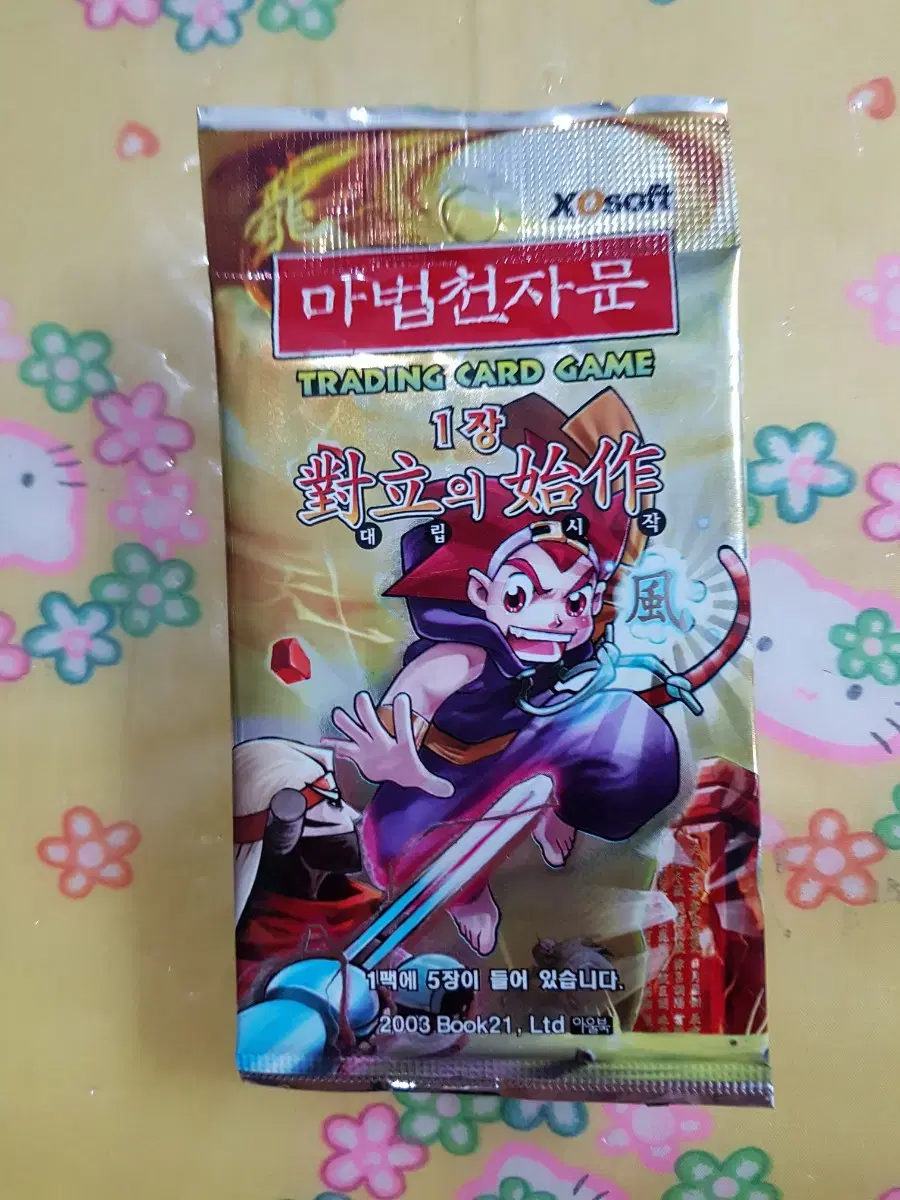 龍
XOsoft
마법천자문
TRADING CARD GAME
1장
對立의 始作
대 립 시 작
風
1팩에 5장이 들어 있습니다.
2003 Book21, Ltd 아울북